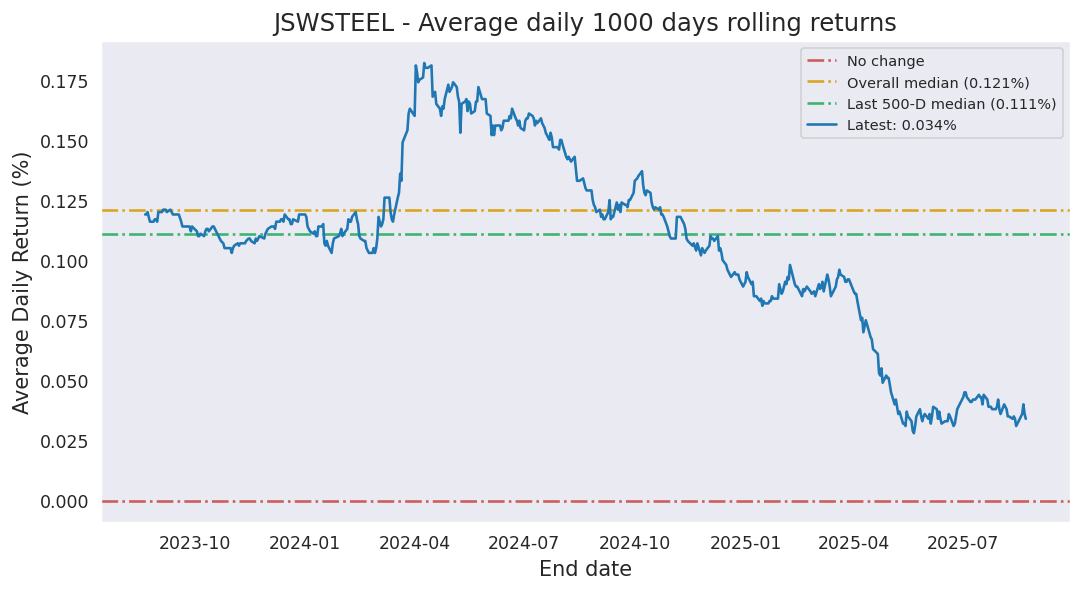 JSWSTEEL - Average daily 1000 days rolling returns
No change
Overall median (0.121%)
Last 500-D median (0.111%)
Latest: 0.034%
Average Daily Return (%)
0.175
0.150
0.125
0.100
0.075
0.050
0.025
0.000
2023-10 2024-01 2024-04 2024-07 2024-10 2025-01 2025-04 2025-07
End date